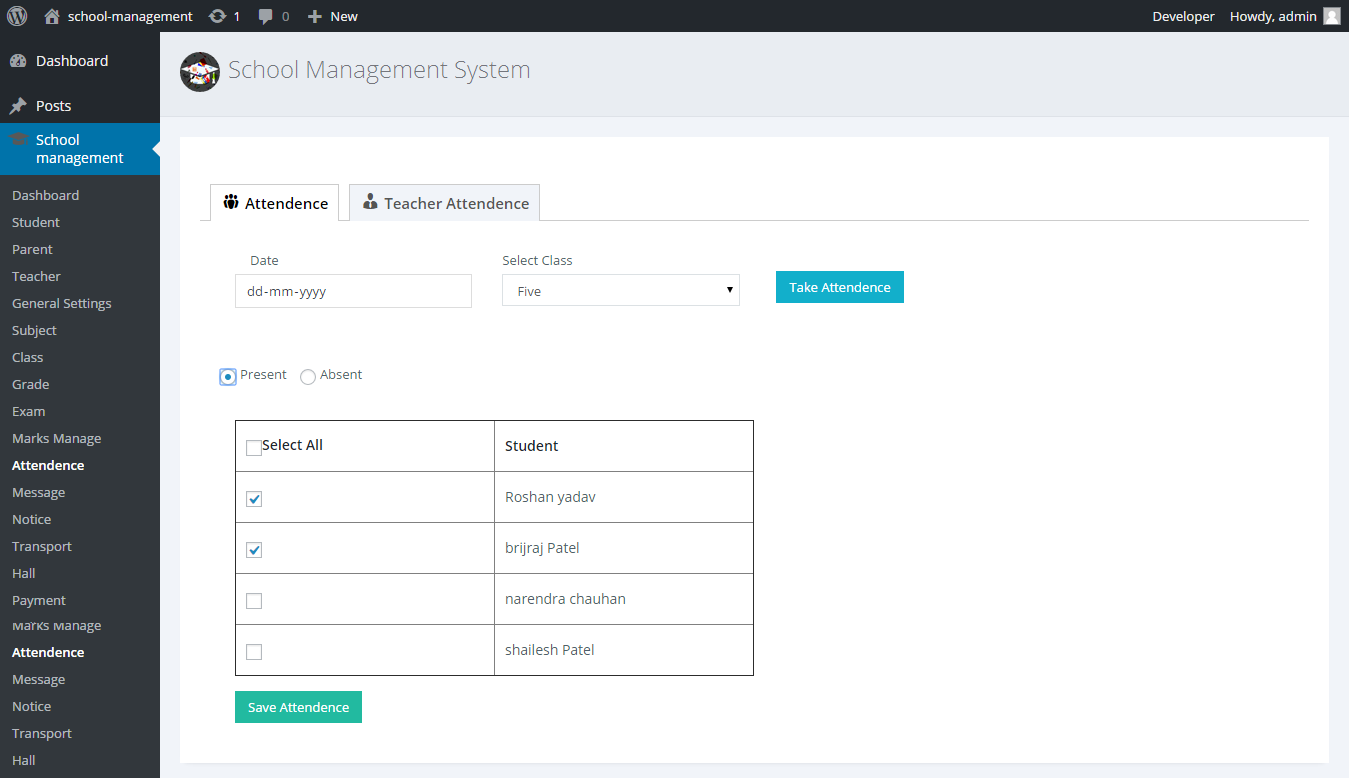 school-management 1 0 New Developer Howdy, admin
Dashboard
Posts
School
management
Dashboard
Student
Parent
Teacher
General Settings
Subject
Class
Grade
Exam
Marks Manage
Attendence
Message
Notice
Transport
Hall
Payment
Marks Manage
Attendence
Message
Notice
Transport
Hall
School Management System
Attendence Teacher Attendence
Date Select Class
dd-mm-yyyy Five Take Attendence
Present Absent
Select All Student
Roshan yadav
brijraj Patel
narendra chauhan
shailesh Patel
Save Attendence